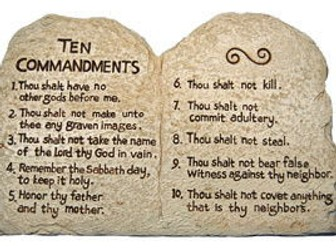 TEN
COMMANDMENTS
1. Thou shalt have no
other gods before me.
2. Thou shalt not make unto
thee any graven images.
3. Thou shalt not take the name
of the lord thy God in vain.
4. Remember the Sabbath day,
to keep it holy.
5. Honor thy father
and thy mother.
6. Thou shalt not kill.
7. Thou shalt not
commit adultery.
8. Thou shalt not steal.
9. Thou shalt not bear false
witness against thy neighbor.
10. Thou shalt not covet anything
that is thy neighbors.